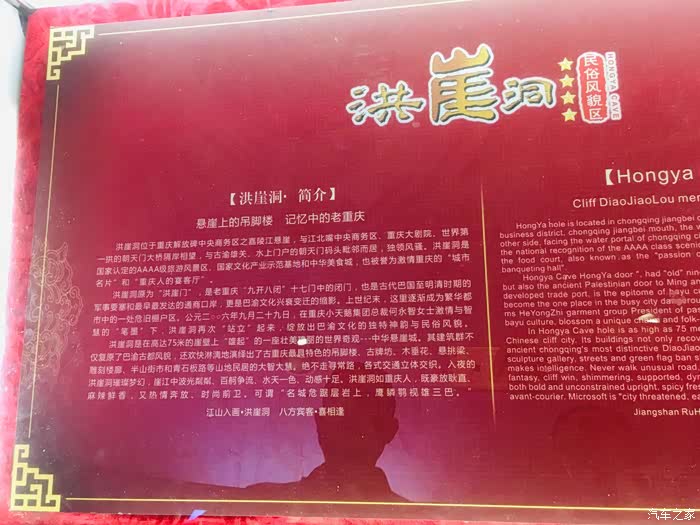 洪崖洞
民俗风貌区
HONGYA CAVE
【洪崖洞·简介】
悬崖上的吊脚楼 记忆中的老重庆
洪崖洞位于重庆解放碑中央商务区之嘉陵江悬崖，与江北嘴中央商务区、重庆大剧院、世界第
一拱的朝天门大桥隔岸相望，与古渝雄关、水上门户的朝天门码头毗邻而居，独领风骚。洪崖洞是
国家认定的AAAA级旅游风景区、国家文化产业示范基地和中华美食城，也被誉为激情重庆的“城市
名片”和“重庆人的宴客厅”
洪崖洞原为“洪崖门”，是老重庆“九开八闭”十七门中的闭门，也是古代巴国至明清时期的
军事要塞和最早最发达的通商口岸，更是巴渝文化兴衰变迁的缩影。上世纪末，这里逐渐成为繁华都
市中的一处危旧棚户区。公元二○○六年九月二十九日，在重庆小天鹅集团总裁何永智女士激情与智
慧的“笔墨”下，洪崖洞再次“站立”起来，绽放出巴渝文化的独特神韵与民俗风貌。
洪崖洞是在高达75米的崖壁上“雄起”的一座壮美 丽的世界奇观···中华悬崖城。其建筑群不
仅复原了巴渝古都风貌，还欢快淋漓地演绎出了古重庆最具特色的吊脚楼、古牌坊、木垂花、悬挑梁、
雕刻楼廊、半山街市和青石板路等山地民居的大智大慧。绝不走寻常路，各式交通立体交织。入夜的
洪崖洞璀璨梦幻，崖江中波光粼粼、百舸争流，水天一色、动感十足。洪崖洞如重庆人，既豪放耿直、
麻辣鲜香，又热情奔放、时尚前卫。可谓“名城危踞层岩上，鹰瞵鹗视雄三巴。”
江山入画·洪崖洞 八方宾客·喜相逢
【Hongya
Cliff DiaoJiaoLou mem
HongYa hole is located in chongqing jiangbei c
business district, chongqing jiangbei mouth, the w
other side, facing the water portal of chongqing c
the national recognition of the AAAA class scen
the food court, also known as the "passion o
banqueting hall".
Hongya Cave HongYa door ", had "old" nin
but also the ancient Palestinian door to Ming an
developed trade port, is the epitome of bayu c
become the one place in the busy city dang
ms HeYongZhi garment group President of pass
bayu culture, blossom a unique charm and folk-
In Hongya Cave hole is as high as 75 me
Chinese cliff city. Its buildings not only recove
ancient chongqing's most distinctive DiaoJiao
sculpture gallery, streets and green flag ban s
makes intelligence. Never walk unusual road,
fantasy, cliff win, shimmering, supported, dyn
both bold and unconstrained upright, spicy fres
avant-courier. Microsoft is "city threatened, ea
Jiangshan RuH
汽车之家